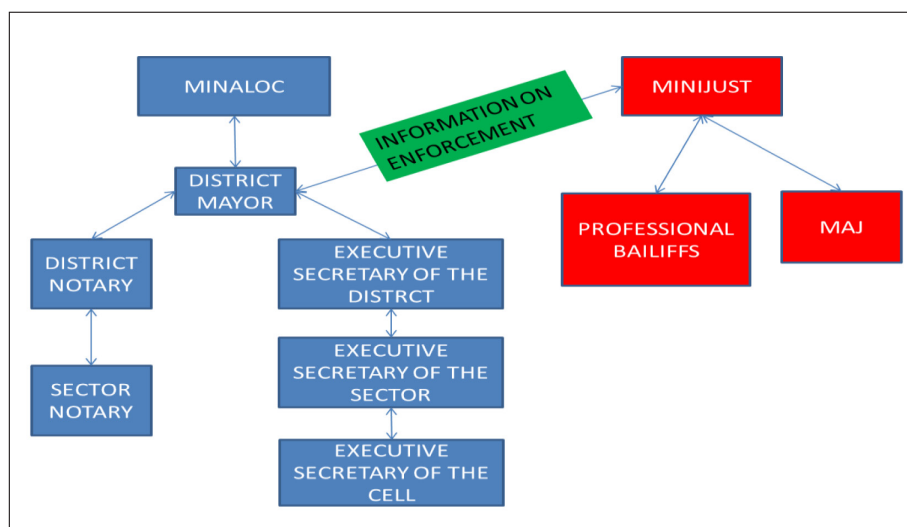 MINALOC
MINIJUST
INFORMATION ON
ENFORCEMENT
DISTRICT
MAYOR
PROFESSIONAL
BAILIFFS
MAJ
DISTRICT
NOTARY
EXECUTIVE
SECRETARY OF THE
DISTRCT
SECTOR
NOTARY
EXECUTIVE
SECRETARY OF THE
SECTOR
EXECUTIVE
SECRETARY OF THE
CELL